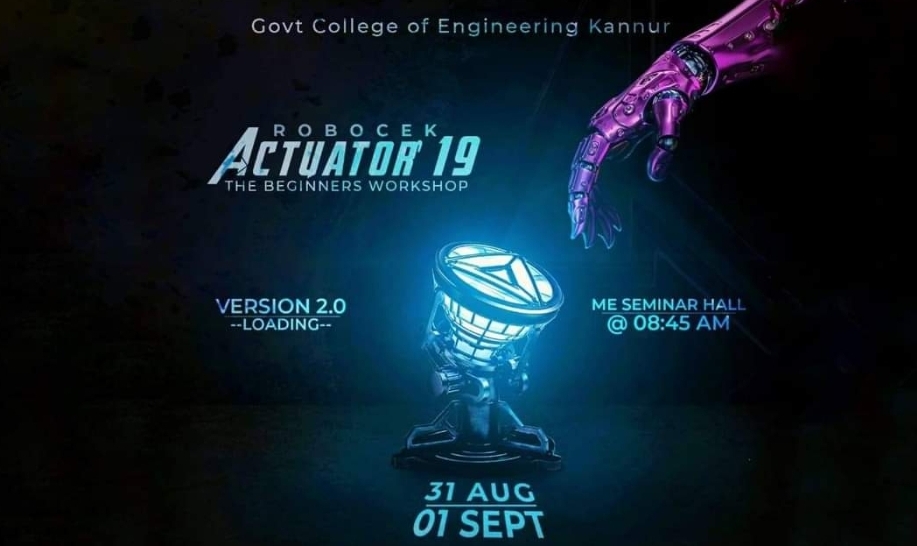 Govt College of Engineering Kannur
ROBOCEK
ACTUATOR'19
THE BEGINNERS WORKSHOP
VERSION 2.0
--LOADING--
ME SEMINAR HALL
@ 08:45 AM
31 AUG
01 SEPT